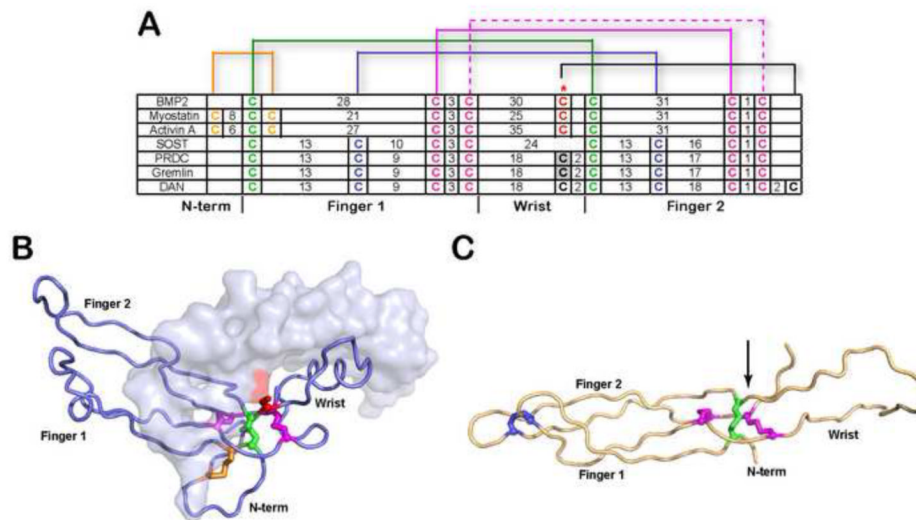 A
*
BMP2 C 28 C 3 C 30 C C 31 C 1 C
Myostatin C 8 C C 21 C 3 C 25 C C 31 C 1 C
Activin A C 6 C C 27 C 3 C 35 C C 31 C 1 C
SOST C 13 C 10 C 3 C 24 C 13 C 16 C 1 C
PRDC C 13 C 9 C 3 C 18 C 2 C 13 C 17 C 1 C
Gremlin C 13 C 9 C 3 C 18 C 2 C 13 C 17 C 1 C
DAN C 13 C 9 C 3 C 18 C 2 C 13 C 18 C 1 C 2 C
N-term Finger 1 Wrist Finger 2
B
Finger 2
Finger 1
Wrist
N-term
C
Finger 2
Finger 1
Wrist
N-term